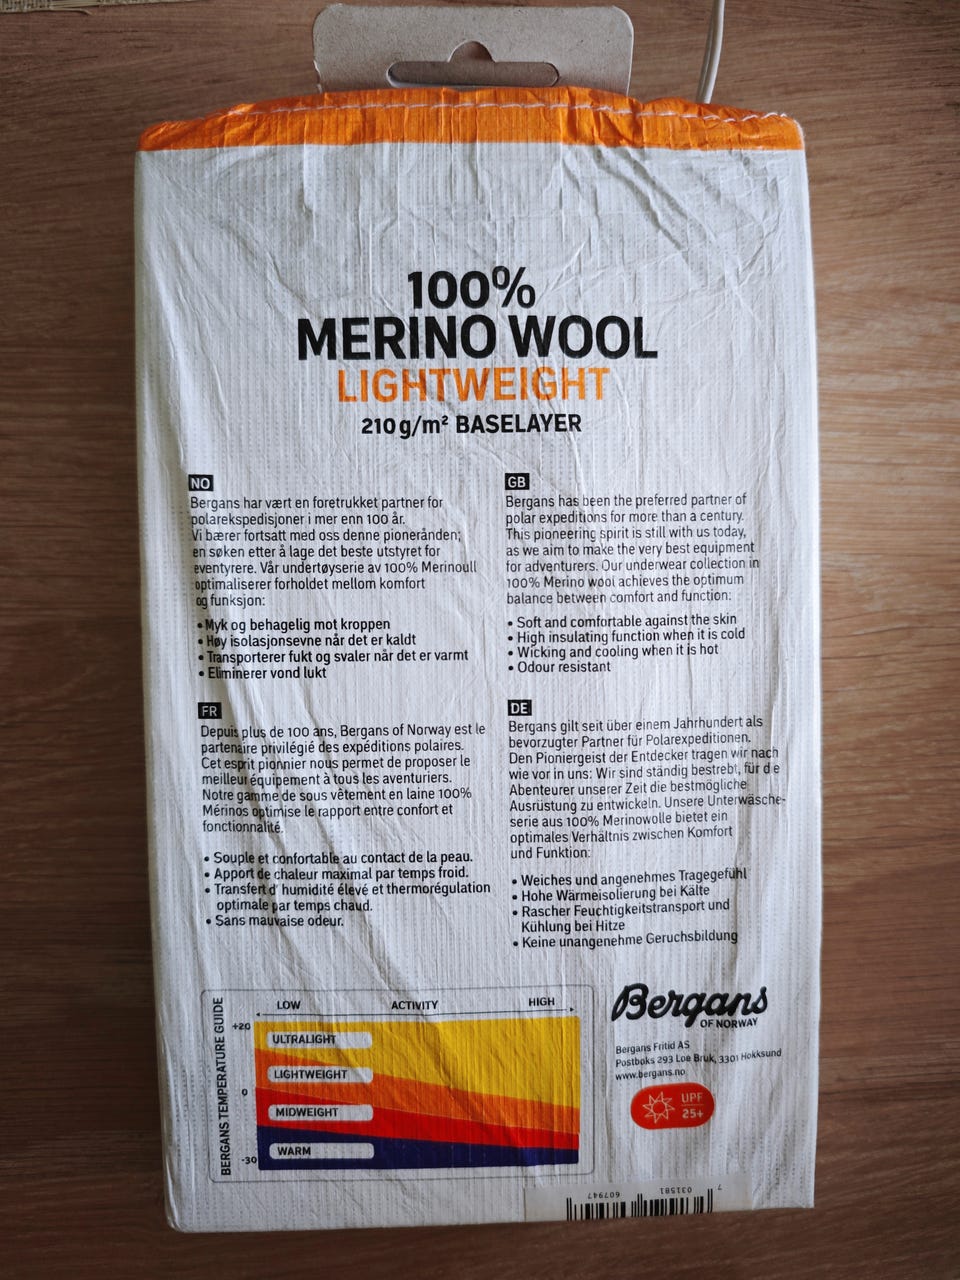 100%
MERINO WOOL
LIGHTWEIGHT
210 g/m² BASELAYER
NO
Bergans har vært en foretrukket partner for
polarekspedisjoner i mer enn 100 år.
Vi bærer fortsatt med oss denne pionerånden;
en søken etter å lage det beste utstyret for
eventyrere. Vår undertøyserie av 100% Merinoull
optimaliserer forholdet mellom komfort
og funksjon:
• Myk og behagelig mot kroppen
• Høy isolasjonsevne når det er kaldt
• Transporterer fukt og svaler når det er varmt
• Eliminerer vond lukt
GB
Bergans has been the preferred partner of
polar expeditions for more than a century.
This pioneering spirit is still with us today,
as we aim to make the very best equipment
for adventurers. Our underwear collection in
100% Merino wool achieves the optimum
balance between comfort and function:
• Soft and comfortable against the skin
• High insulating function when it is cold
• Wicking and cooling when it is hot
• Odour resistant
FR
Depuis plus de 100 ans, Bergans of Norway est le
partenaire privilégié des expéditions polaires.
Cet esprit pionnier nous permet de proposer le
meilleur équipement à tous les aventuriers.
Notre gamme de sous vêtement en laine 100%
Mérinos optimise le rapport entre confort et
fonctionnalité.
• Souple et confortable au contact de la peau.
• Apport de chaleur maximal par temps froid.
• Transfert d' humidité élevé et thermorégulation
optimale par temps chaud.
• Sans mauvaise odeur.
DE
Bergans gilt seit über einem Jahrhundert als
bevorzugter Partner für Polarexpeditionen.
Den Pioniergeist der Entdecker tragen wir nach
wie vor in uns: Wir sind ständig bestrebt, für die
Abenteurer unserer Zeit die bestmögliche
Ausrüstung zu entwickeln. Unsere Unterwäsche-
serie aus 100% Merinowolle bietet ein
optimales Verhältnis zwischen Komfort
und Funktion:
• Weiches und angenehmes Tragegefühl
• Hohe Wärmeisolierung bei Kälte
• Rascher Feuchtigkeitstransport und
Kühlung bei Hitze
• Keine unangenehme Geruchsbildung
BERGANS TEMPERATURE GUIDE
LOW ACTIVITY HIGH
+20
ULTRALIGHT
LIGHTWEIGHT
0
MIDWEIGHT
WARM
-30
Bergans
OF NORWAY
Bergans Fritid AS
Postboks 293 Loe Bruk, 3301 Hokksund
www.bergans.no
UPF
25+
7 031581 607947